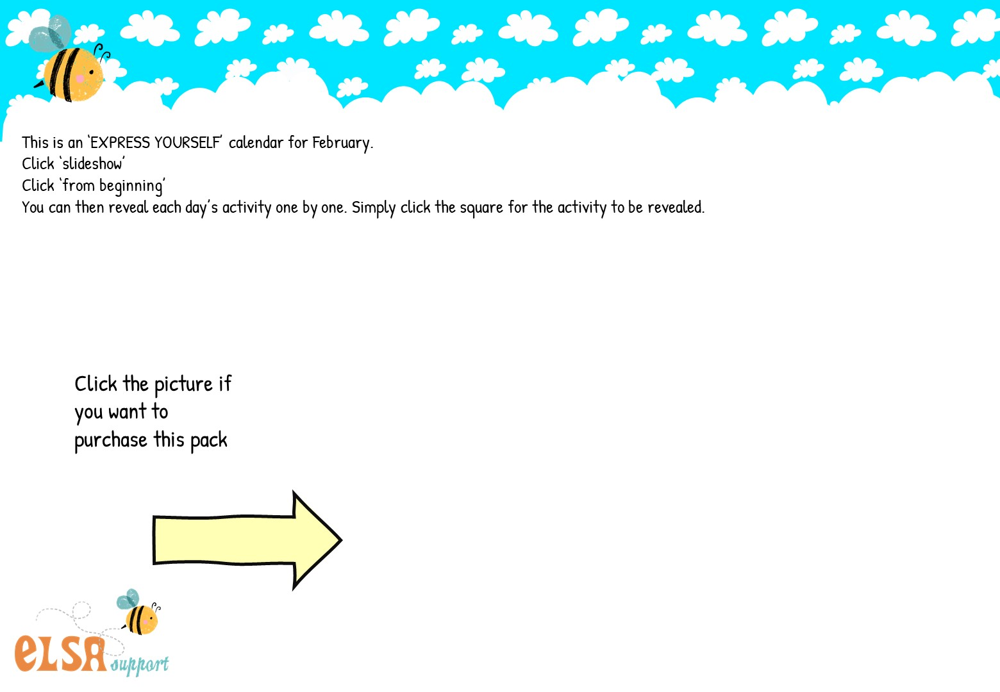 This is an ‘EXPRESS YOURSELF’ calendar for February.
Click ‘slideshow’
Click ‘from beginning’
You can then reveal each day’s activity one by one. Simply click the square for the activity to be revealed.
Click the picture if
you want to
purchase this pack
eLSA support